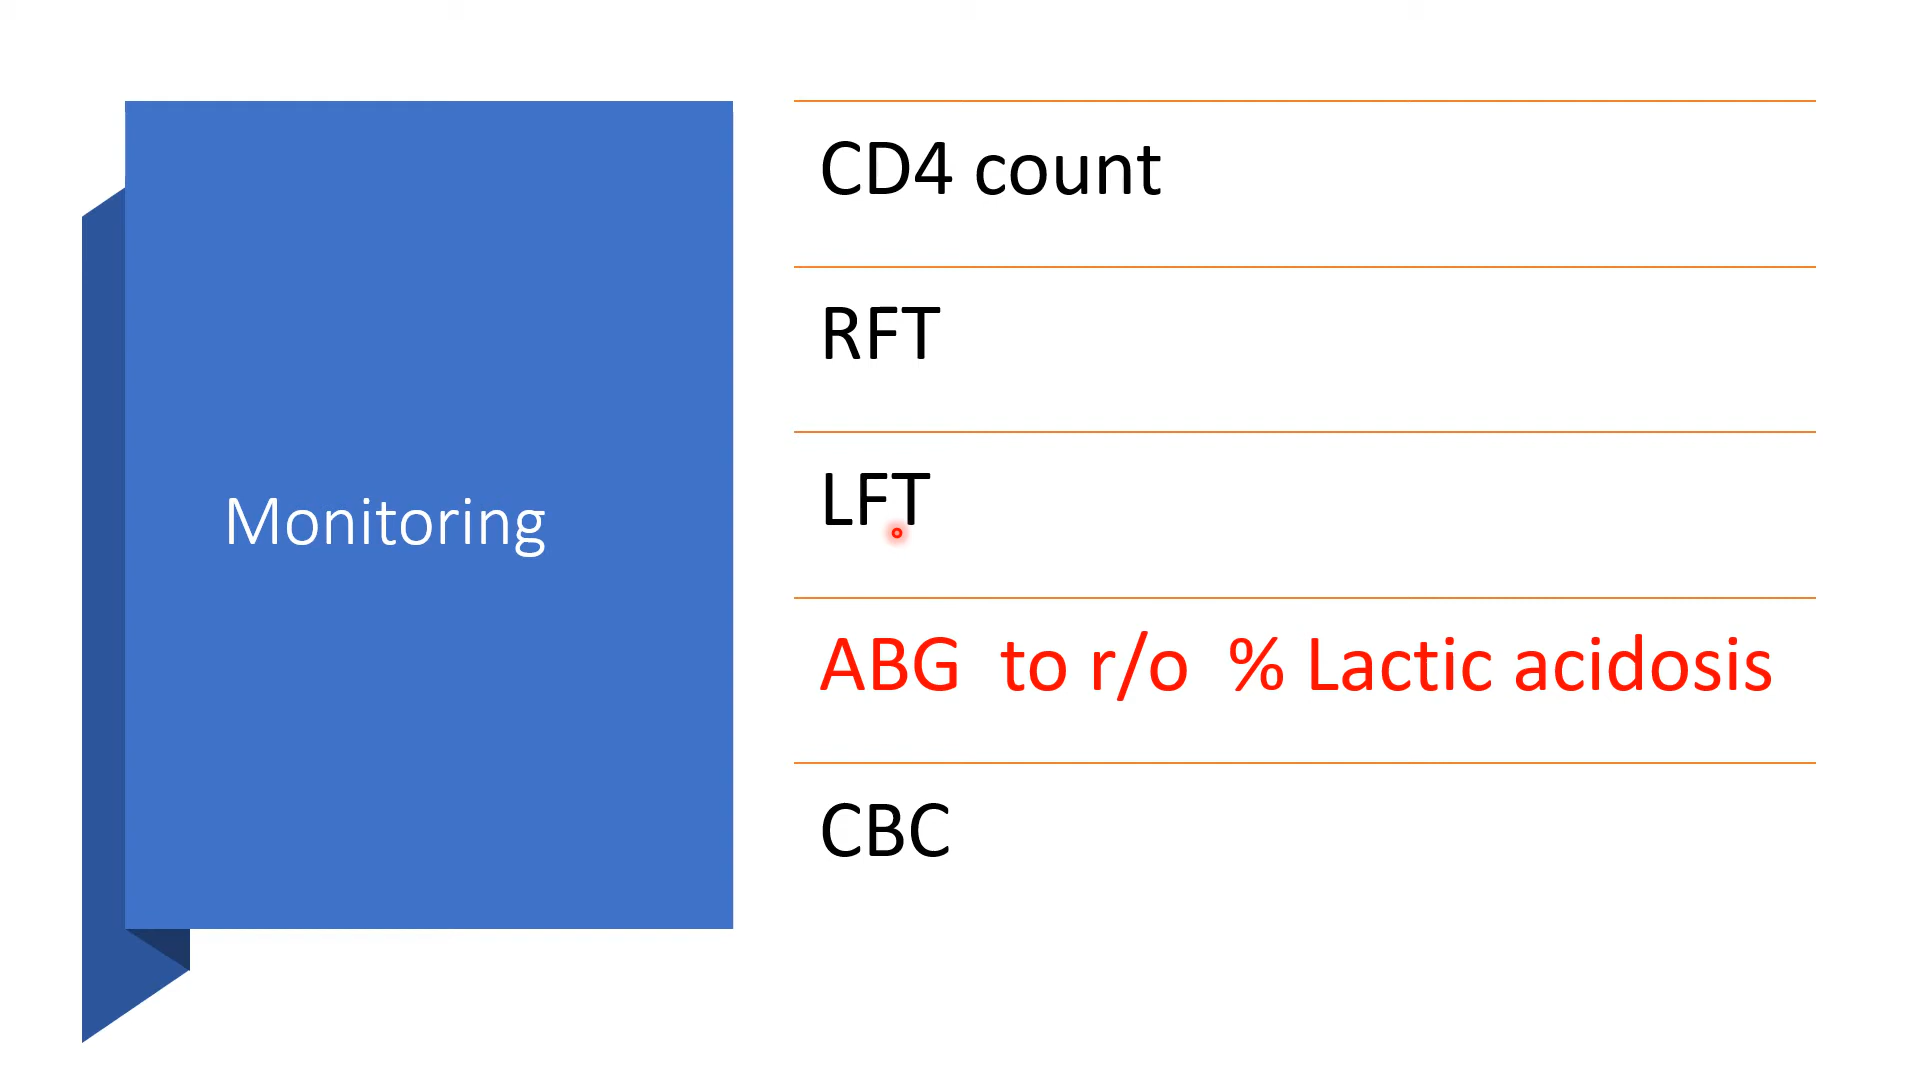 Monitoring
CD4 count
RFT
LFT
ABG  to r/o  % Lactic acidosis
CBC